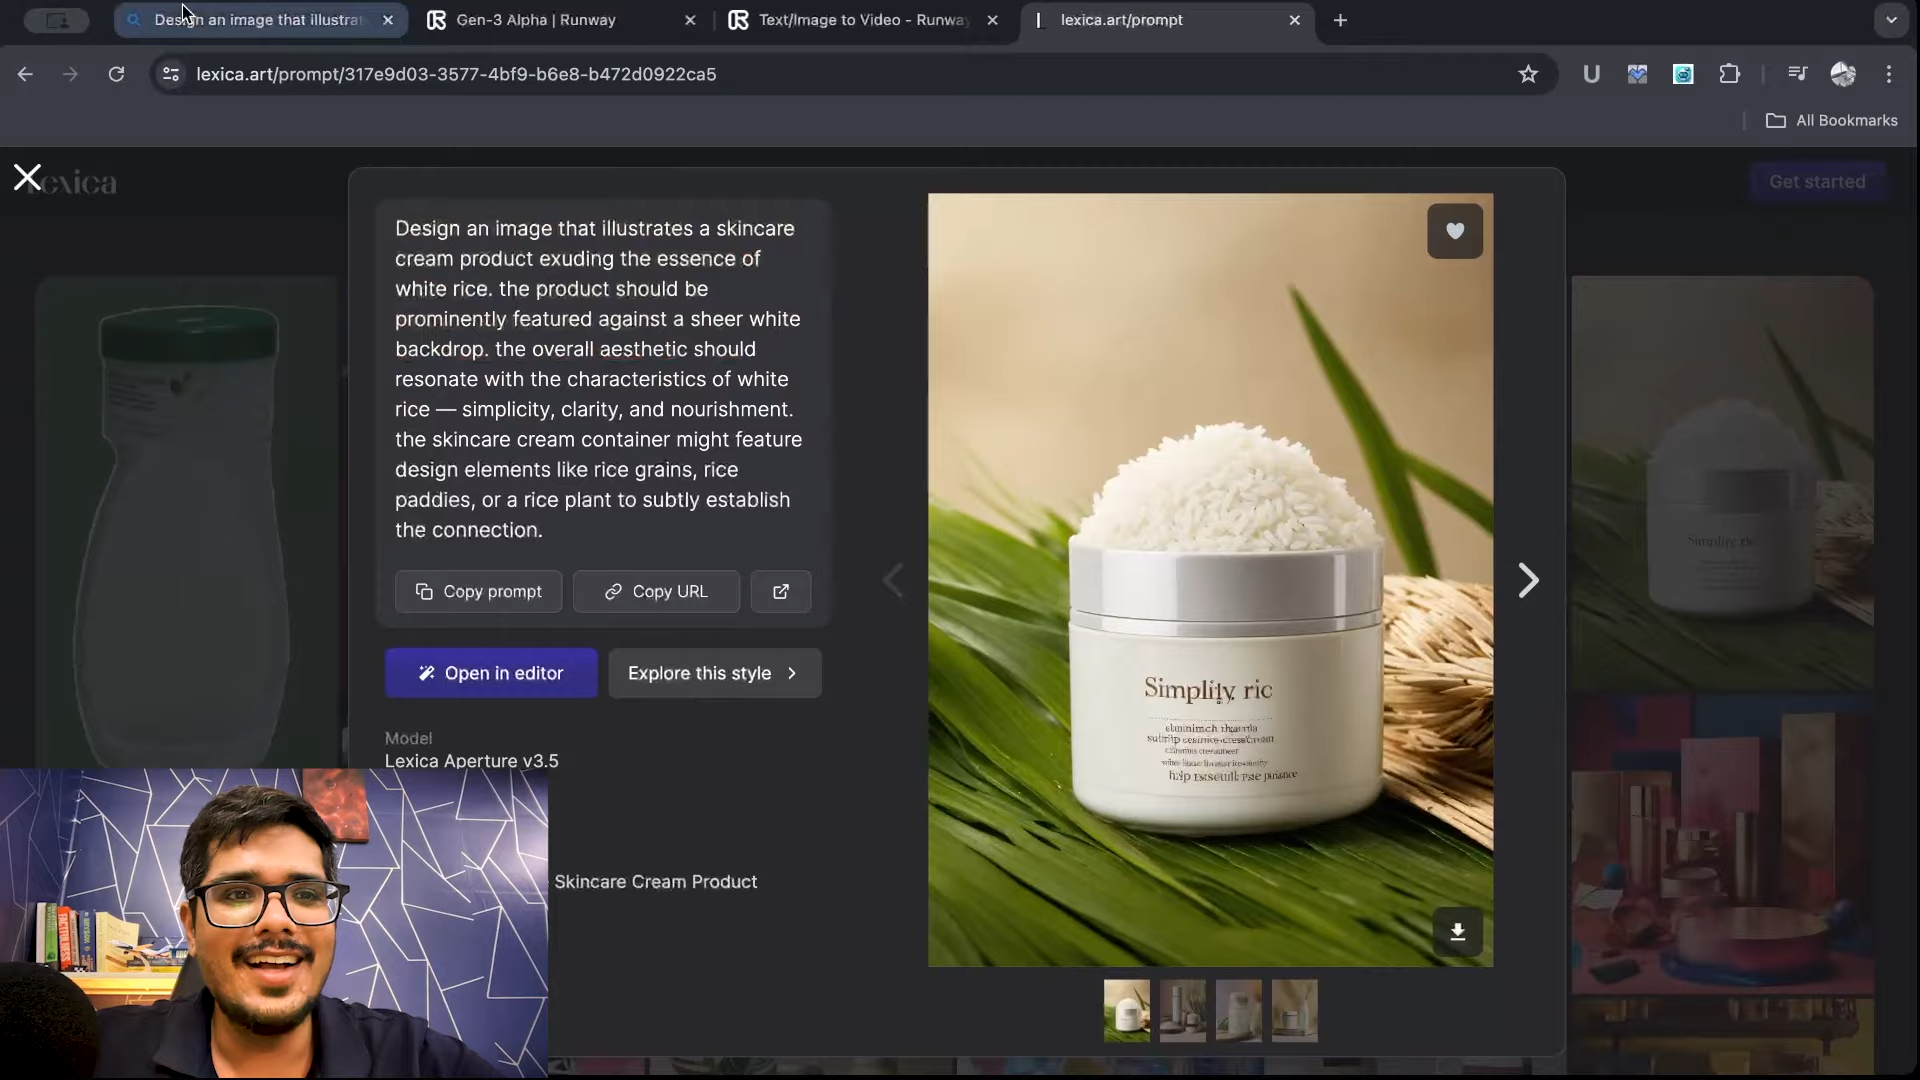 Design an image that illustrat
Gen-3 Alpha | Runway
Text/Image to Video - Runway
lexica.art/prompt
lexica.art/prompt/317e9d03-3577-4bf9-b6e8-b472d0922ca5
U
All Bookmarks
exica
Get started
Design an image that illustrates a skincare
cream product exuding the essence of
white rice. the product should be
prominently featured against a sheer white
backdrop. the overall aesthetic should
resonate with the characteristics of white
rice — simplicity, clarity, and nourishment.
the skincare cream container might feature
design elements like rice grains, rice
paddies, or a rice plant to subtly establish
the connection.
Copy prompt
Copy URL
Open in editor
Explore this style
Model
Lexica Aperture v3.5
Skincare Cream Product
Simplity ric